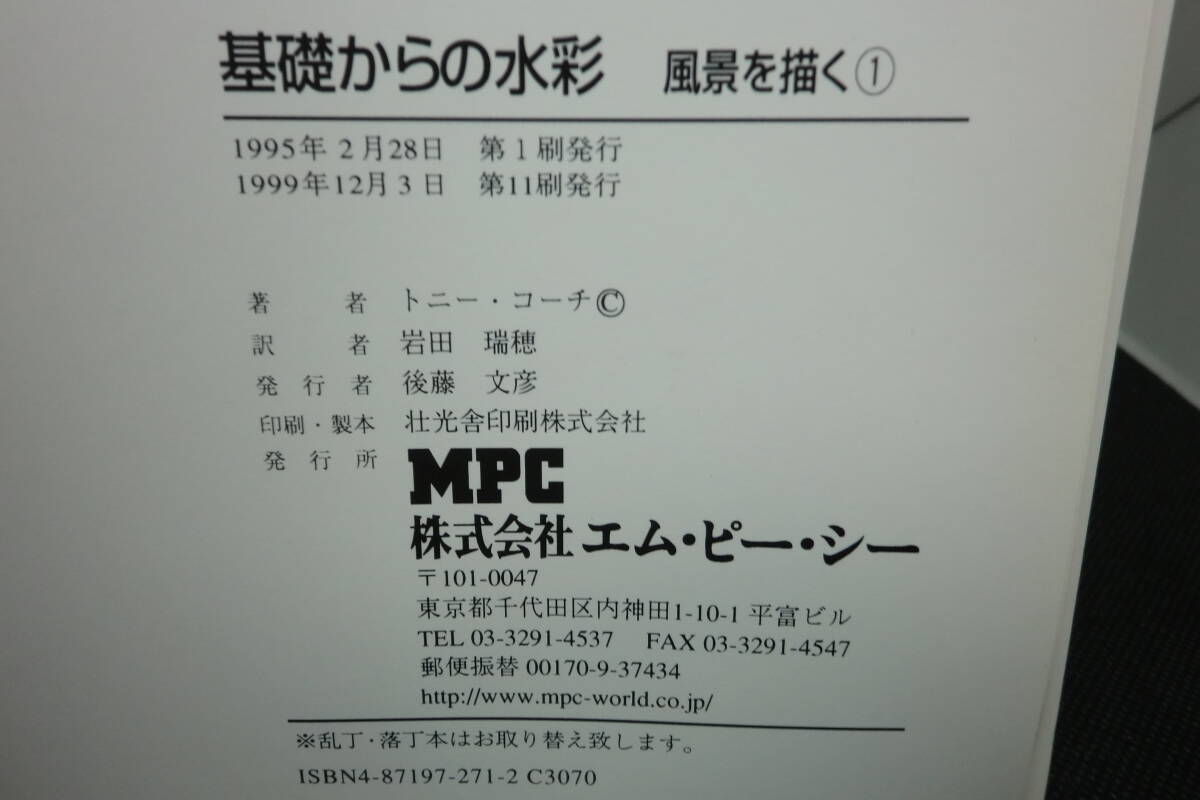 基礎からの水彩 風景を描く①
1995年 2月28日 第1刷発行
1999年12月 3日 第11刷発行
著者 トニー・コーチ©
訳者 岩田 瑞穂
発行者 後藤 文彦
印刷・製本 壮光舎印刷株式会社
発行所 MPC
株式会社 エム・ピー・シー
〒101-0047
東京都千代田区内神田1-10-1 平富ビル
TEL 03-3291-4537 FAX 03-3291-4547
郵便振替 00170-9-37434
http://www.mpc-world.co.jp/
※乱丁・落丁本はお取り替え致します。
ISBN4-87197-271-2 C3070